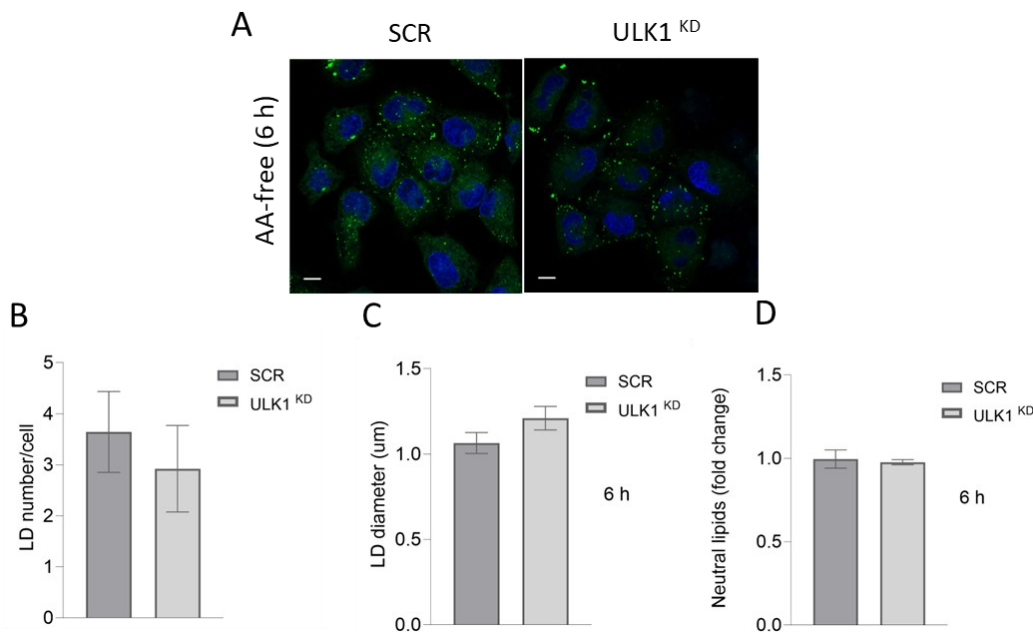 A
SCR
ULK1 KD
AA-free (6 h)
B
LD number/cell
5
4
3
2
1
0
SCR
ULK1 KD
C
LD diameter (um)
1.5
1.0
0.5
0.0
SCR
ULK1 KD
6 h
D
Neutral lipids (fold change)
1.5
1.0
0.5
0.0
SCR
ULK1 KD
6 h